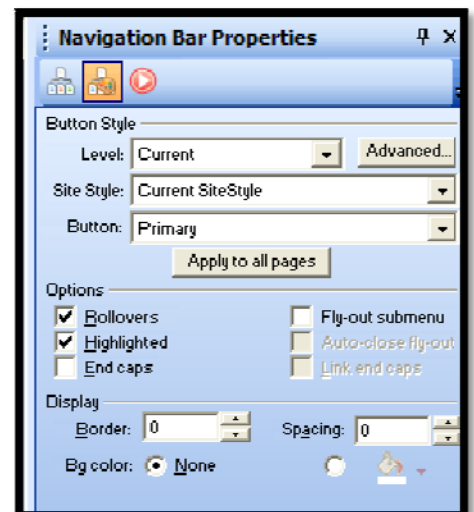 Navigation Bar Properties
Button Style
Level: Current Advanced...
Site Style: Current SiteStyle
Button: Primary
Apply to all pages
Options
Rollovers Fly-out submenu
Highlighted Auto-close fly-out
End caps Link end caps
Display
Border: 0 Spacing: 0
Bg color: None